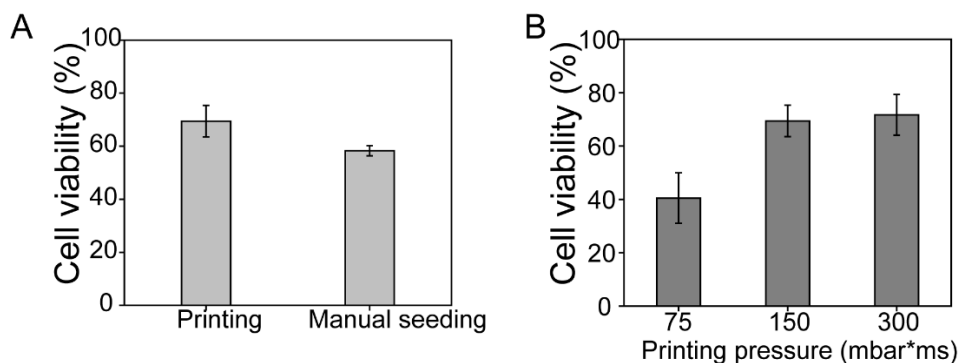 A
Cell viability (%)
100
80
60
40
20
0
Printing Manual seeding
B
Cell viability (%)
100
80
60
40
20
0
75 150 300
Printing pressure (mbar*ms)